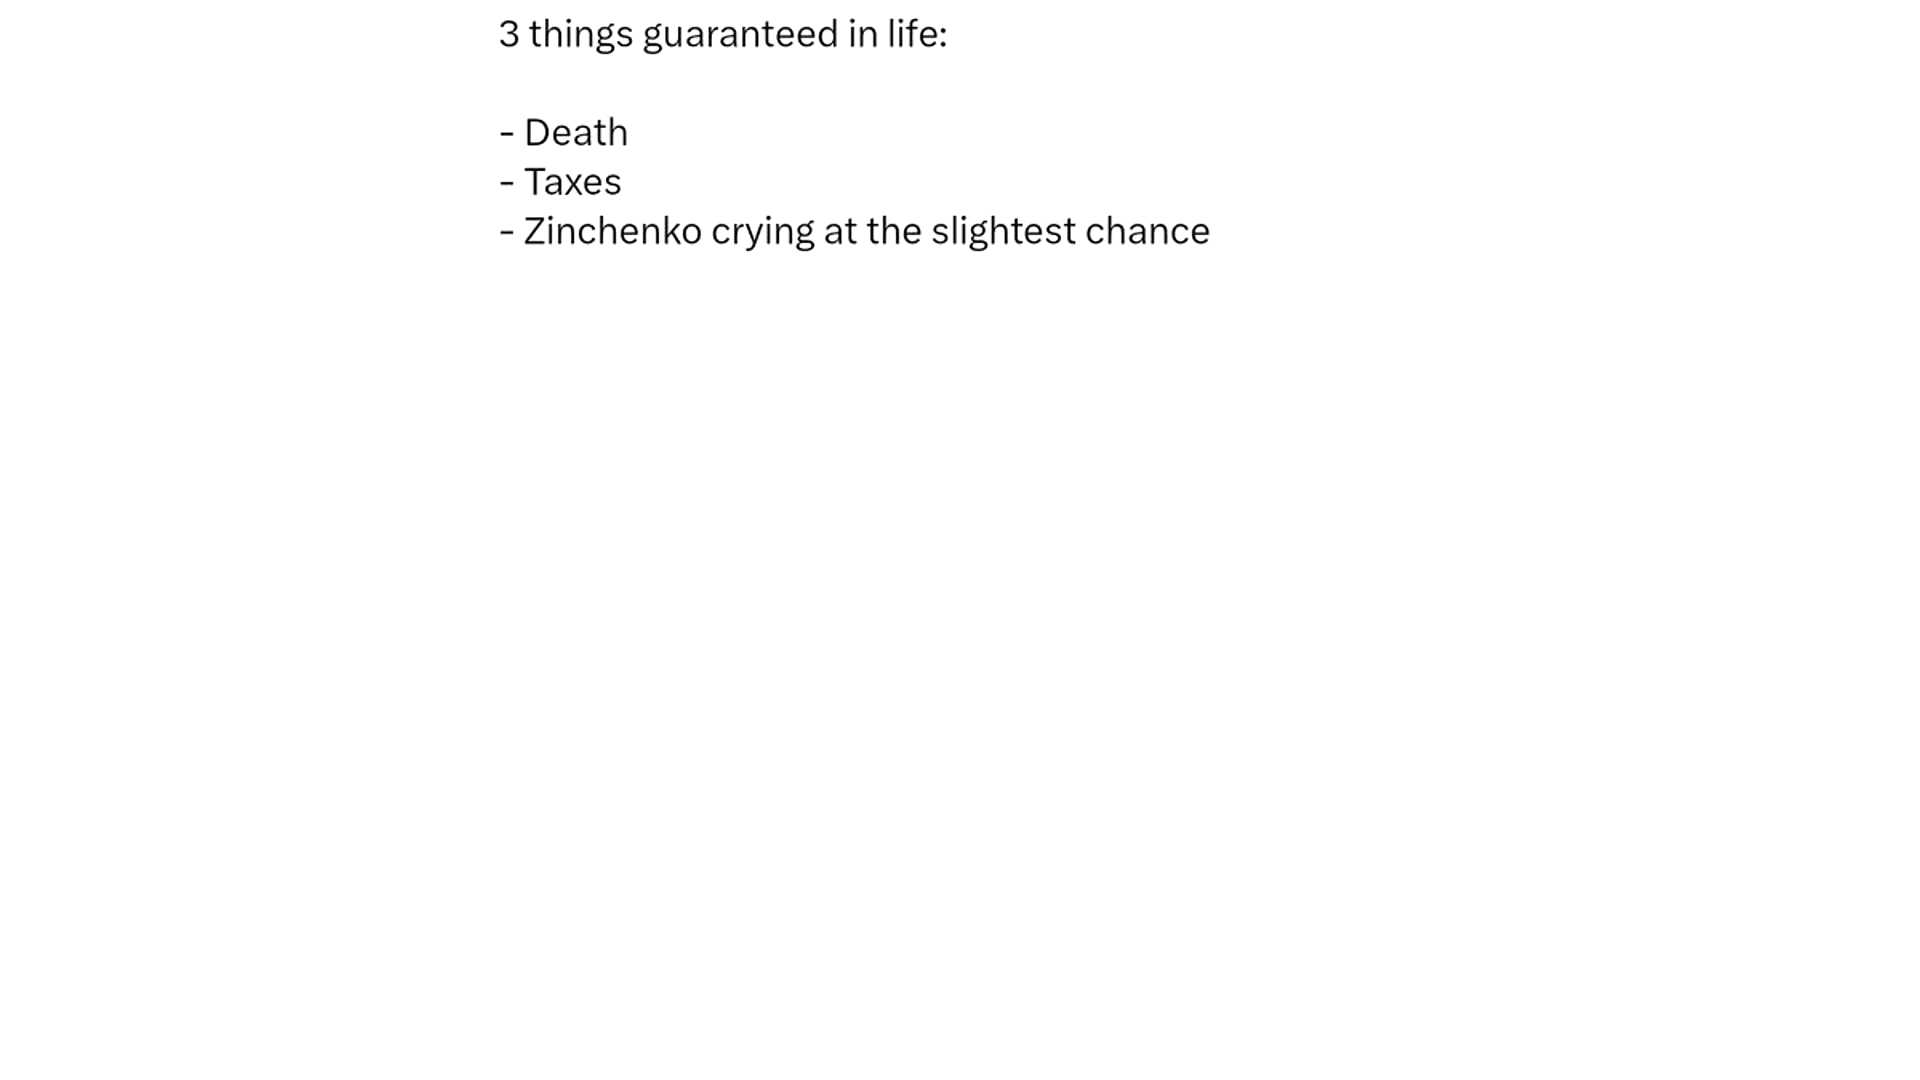 3 things guaranteed in life:
- Death
- Taxes
- Zinchenko crying at the slightest chance